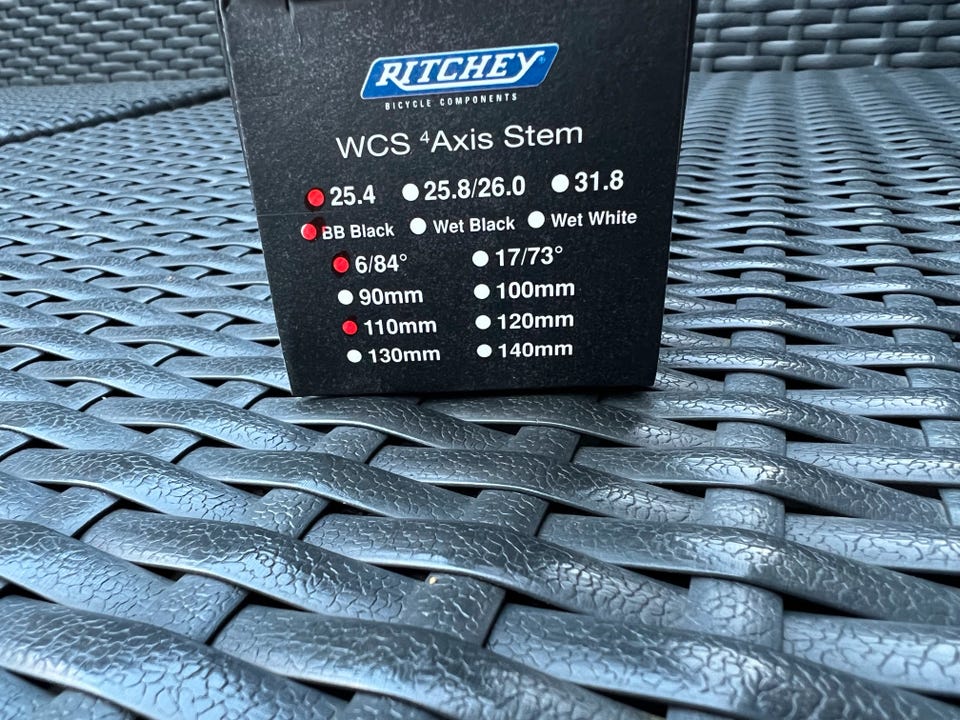 RITCHEY
BICYCLE COMPONENTS
WCS ⁴Axis Stem
25.4 25.8/26.0 31.8
BB Black Wet Black Wet White
6/84° 17/73°
90mm 100mm
110mm 120mm
130mm 140mm